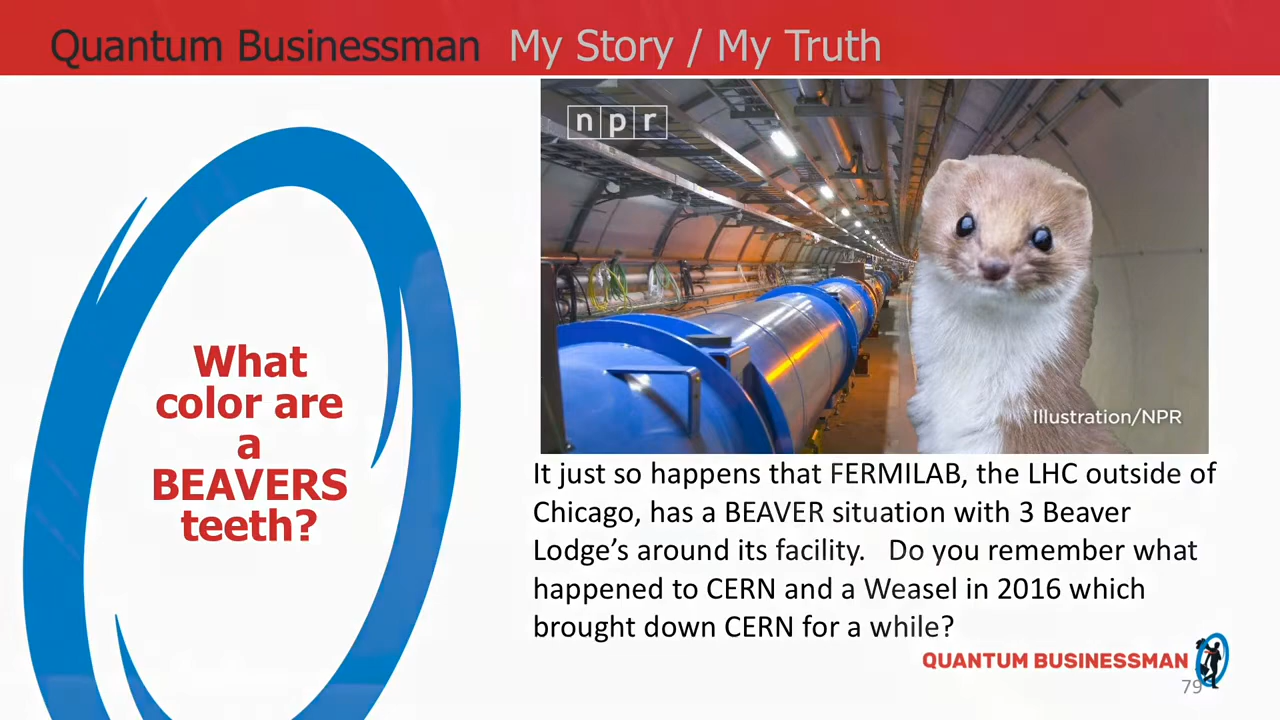 Quantum Businessman My Story / My Truth
npr
What
color are
a
BEAVERS
teeth?
Illustration/NPR
It just so happens that FERMILAB, the LHC outside of
Chicago, has a BEAVER situation with 3 Beaver
Lodge’s around its facility. Do you remember what
happened to CERN and a Weasel in 2016 which
brought down CERN for a while?
QUANTUM BUSINESSMAN
79